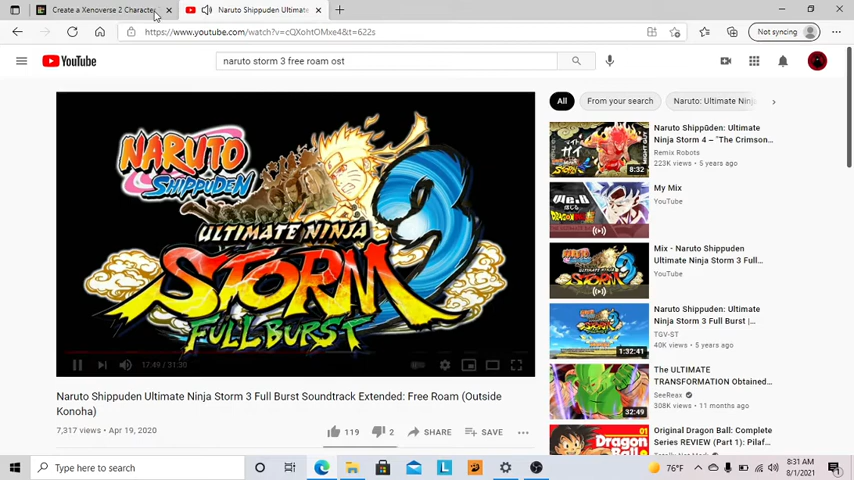 Create a Xenoverse 2 Character
Naruto Shippuden Ultimate
https://www.youtube.com/watch?v=cQXohtOMxe4&t=622s
Not syncing
YouTube
naruto storm 3 free roam ost
NARUTO
SHIPPUDEN
ULTIMATE NINJA
STORM 3
FULL BURST
17:49 / 31:30
Naruto Shippuden Ultimate Ninja Storm 3 Full Burst Soundtrack Extended: Free Roam (Outside
Konoha)
7,317 views • Apr 19, 2020
119
2
SHARE
SAVE
All
From your search
Naruto: Ultimate Ninj
Naruto Shippūden: Ultimate
Ninja Storm 4 – "The Crimson...
Remix Robots
223K views • 5 years ago
8:32
My Mix
YouTube
Mix - Naruto Shippuden
Ultimate Ninja Storm 3 Full...
YouTube
Naruto Shippuden: Ultimate
Ninja Storm 3 Full Burst |...
TGV-ST
40K views • 5 years ago
1:32:41
The ULTIMATE
TRANSFORMATION Obtained...
SeeReax
308K views • 11 months ago
32:49
Original Dragon Ball: Complete
Series REVIEW (Part 1): Pilaf...
Type here to search
76°F
8:31 AM
8/1/2021